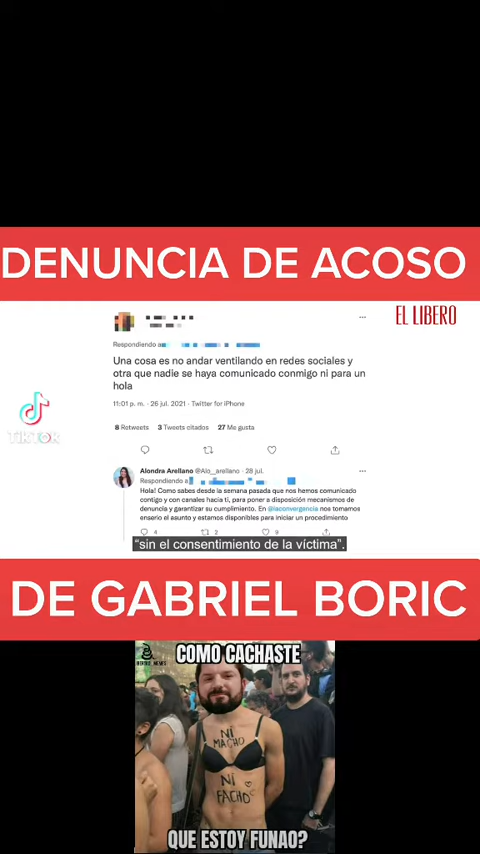 DENUNCIA DE ACOSO
EL LIBERO
Respondiendo a
Una cosa es no andar ventilando en redes sociales y
otra que nadie se haya comunicado conmigo ni para un
hola
11:01 p. m. · 26 jul. 2021 · Twitter for iPhone
8 Retweets 3 Tweets citados 27 Me gusta
TikTok
Alondra Arellano @Alo__arellano · 28 jul.
Respondiendo a
Hola! Como sabes desde la semana pasada que nos hemos comunicado
contigo y con canales hacia ti, para poner a disposición mecanismos de
denuncia y garantizar su cumplimiento. En @laconvergencia nos tomamos
enserio el asunto y estamos disponibles para iniciar un procedimiento
4 2 9
"sin el consentimiento de la víctima".
DE GABRIEL BORIC
COMO CACHASTE
NI
MACHO
NI
FACHO
QUE ESTOY FUNAO?